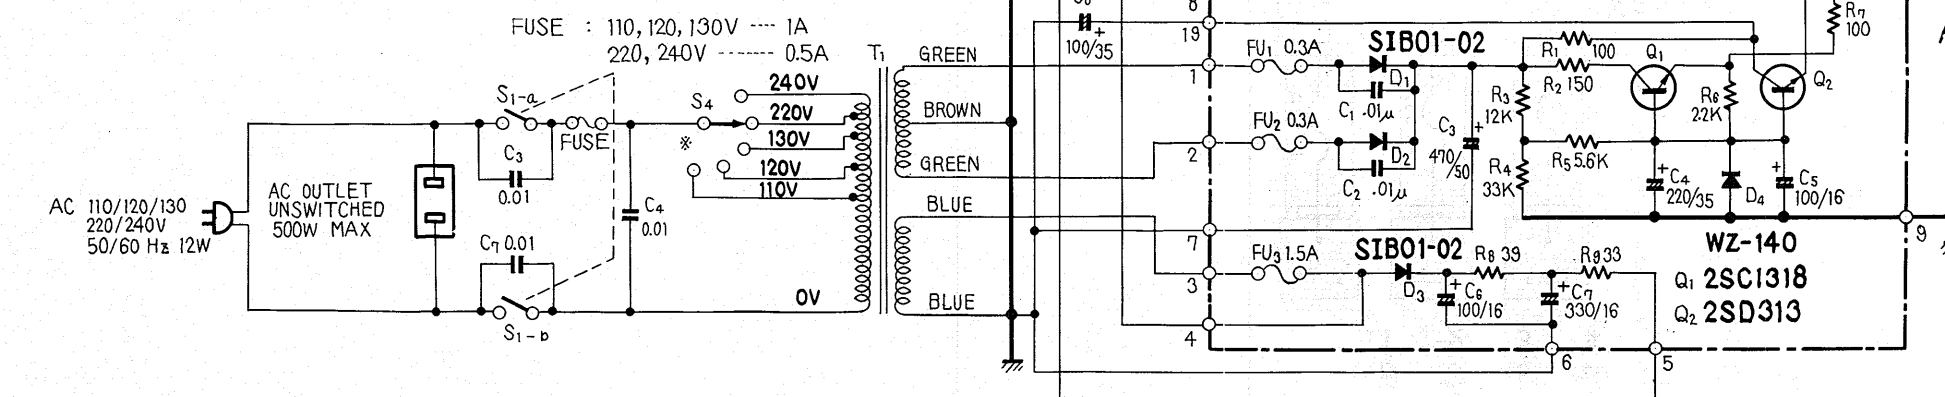 FUSE : 110, 120, 130V ---- 1A
220, 240V ------- 0.5A
100/35
8
19
1
2
7
3
4
6
5
9
T1
GREEN
BROWN
GREEN
BLUE
BLUE
S1-a
S4
※
240V
220V
130V
120V
110V
0V
FUSE
C3
0.01
C4
0.01
C7 0.01
S1-b
AC 110/120/130
220/240V
50/60 Hz 12W
AC OUTLET
UNSWITCHED
500W MAX
FU1 0.3A
SIB01-02
D1
C1 .01μ
FU2 0.3A
D2
C2 .01μ
C3
+
470
/50
R1
100
R2 150
R3
12K
R4
33K
R5 5.6K
Q1
R6
2.2K
Q2
R7
100
C4
+
220/35
D4
C5
+
100/16
FU3 1.5A
SIB01-02
D3
R8 39
R9 33
+
C6
100/16
+
C7
330/16
WZ-140
Q1 2SC1318
Q2 2SD313